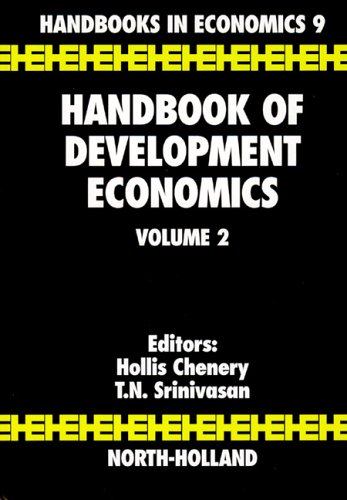 HANDBOOKS IN ECONOMICS 9
HANDBOOK OF
DEVELOPMENT
ECONOMICS
VOLUME 2
Editors:
Hollis Chenery
T.N. Srinivasan
NORTH-HOLLAND